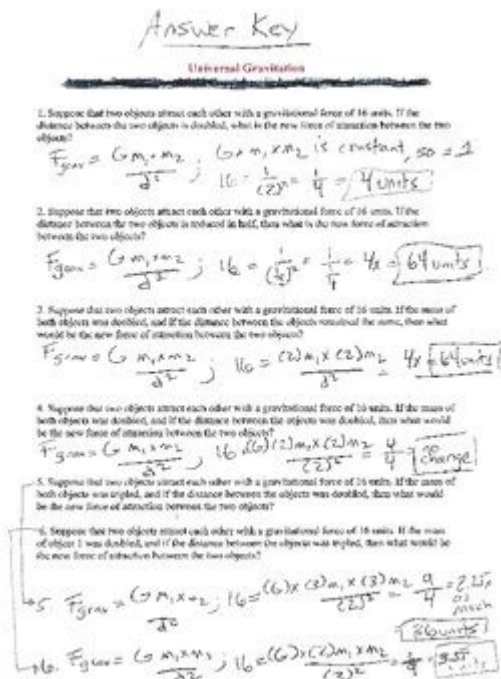 Answer Key
Universal Gravitation
1. Suppose that two objects attract each other with a gravitational force of 16 units. If the
distance between the two objects is doubled, what is the new force of attraction between the two
objects?
Fgrav = G m₁ * m₂ / d² ; G * m₁ x m₂ is constant, so = 1
16 = 1/(2)² = 1/4 = 4 units
2. Suppose that two objects attract each other with a gravitational force of 16 units. If the
distance between the two objects is reduced in half, then what is the new force of attraction
between the two objects?
Fgrav = G m₁ * m₂ / d² ; 16 = 1/(½)² = 1/¼ = 4x = 64 units
3. Suppose that two objects attract each other with a gravitational force of 16 units. If the mass of
both objects was doubled, and if the distance between the objects remained the same, then what
would be the new force of attraction between the two objects?
Fgrav = G m₁ x m₂ / d² ; 16 = (2)m₁ x (2)m₂ / d² = 4x = 64 units
4. Suppose that two objects attract each other with a gravitational force of 16 units. If the mass of
both objects was doubled, and if the distance between the objects was doubled, then what would
be the new force of attraction between the two objects?
Fgrav = G m₁ x m₂ / d² ; 16 = (G)(2)m₁ x (2)m₂ / (2)² = 4/4 = change
5. Suppose that two objects attract each other with a gravitational force of 16 units. If the mass of
both objects was tripled, and if the distance between the objects was doubled, then what would
be the new force of attraction between the two objects?
6. Suppose that two objects attract each other with a gravitational force of 16 units. If the mass
of object 1 was doubled, and if the distance between the objects was tripled, then what would be
the new force of attraction between the two objects?
5. Fgrav = G m₁ x m₂ / d² ; 16 = (G) x (3)m₁ x (3)m₂ / (2)² = 9/4 = 2.25x as much
36 units
6. Fgrav = G m₁ x m₂ / d² ; 16 = (G) x (2)m₁ x m₂